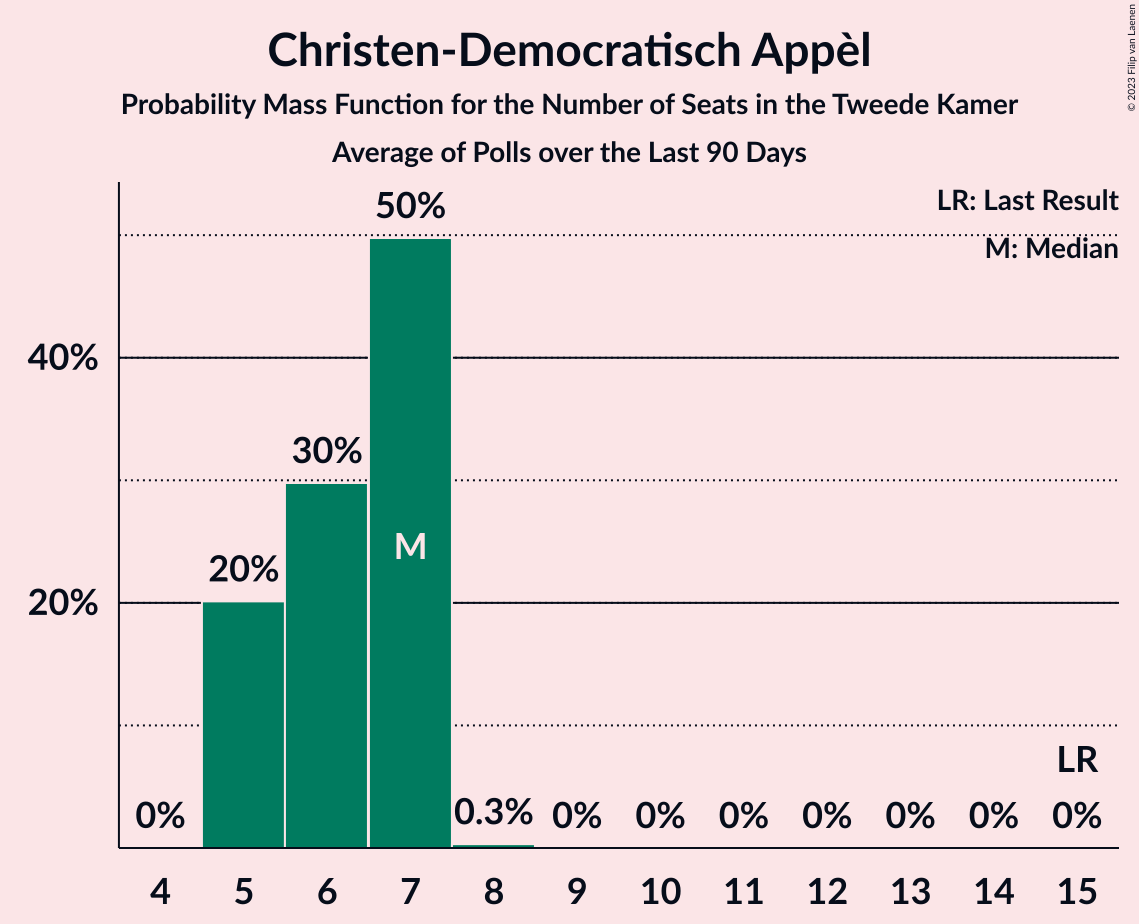 Christen-Democratisch Appèl
Probability Mass Function for the Number of Seats in the Tweede Kamer
Average of Polls over the Last 90 Days
© 2023 Filip van Laenen
LR: Last Result
M: Median
50%
40%
30%
M
20%
20%
LR
0%
0.3%
0%
0%
0%
0%
0%
0%
0%
4 5 6 7 8 9 10 11 12 13 14 15